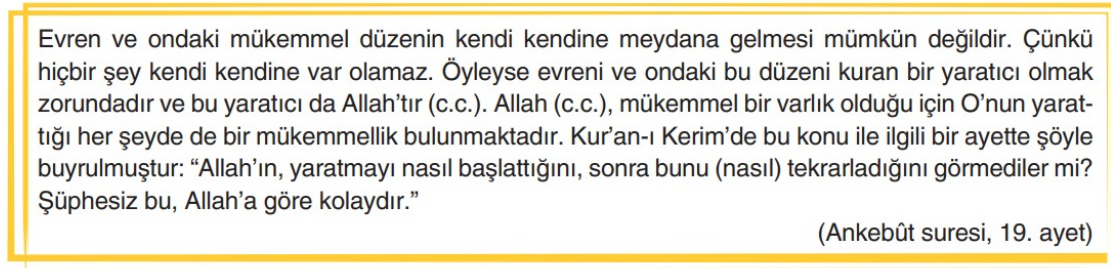 Evren ve ondaki mükemmel düzenin kendi kendine meydana gelmesi mümkün değildir. Çünkü
hiçbir şey kendi kendine var olamaz. Öyleyse evreni ve ondaki bu düzeni kuran bir yaratıcı olmak
zorundadır ve bu yaratıcı da Allah’tır (c.c.). Allah (c.c.), mükemmel bir varlık olduğu için O’nun yarat-
tığı her şeyde de bir mükemmellik bulunmaktadır. Kur’an-ı Kerim’de bu konu ile ilgili bir ayette şöyle
buyrulmuştur: “Allah’ın, yaratmayı nasıl başlattığını, sonra bunu (nasıl) tekrarladığını görmediler mi?
Şüphesiz bu, Allah’a göre kolaydır.”
(Ankebût suresi, 19. ayet)